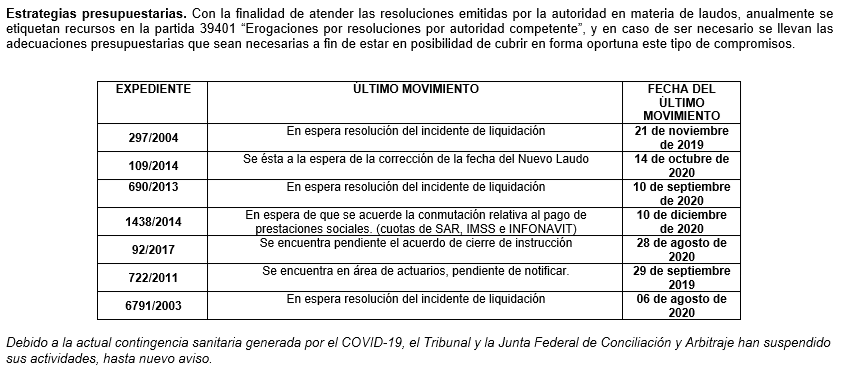 Estrategias presupuestarias. Con la finalidad de atender las resoluciones emitidas por la autoridad en materia de laudos, anualmente se
etiquetan recursos en la partida 39401 “Erogaciones por resoluciones por autoridad competente”, y en caso de ser necesario se llevan las
adecuaciones presupuestarias que sean necesarias a fin de estar en posibilidad de cubrir en forma oportuna este tipo de compromisos.
EXPEDIENTE ÚLTIMO MOVIMIENTO FECHA DEL
ÚLTIMO
MOVIMIENTO
297/2004 En espera resolución del incidente de liquidación 21 de noviembre
de 2019
109/2014 Se ésta a la espera de la corrección de la fecha del Nuevo Laudo 14 de octubre de
2020
690/2013 En espera resolución del incidente de liquidación 10 de septiembre
de 2020
1438/2014 En espera de que se acuerde la conmutación relativa al pago de 10 de diciembre
prestaciones sociales. (cuotas de SAR, IMSS e INFONAVIT) de 2020
92/2017 Se encuentra pendiente el acuerdo de cierre de instrucción 28 de agosto de
2020
722/2011 Se encuentra en área de actuarios, pendiente de notificar. 29 de septiembre
2019
6791/2003 En espera resolución del incidente de liquidación 06 de agosto de
2020
Debido a la actual contingencia sanitaria generada por el COVID-19, el Tribunal y la Junta Federal de Conciliación y Arbitraje han suspendido
sus actividades, hasta nuevo aviso.